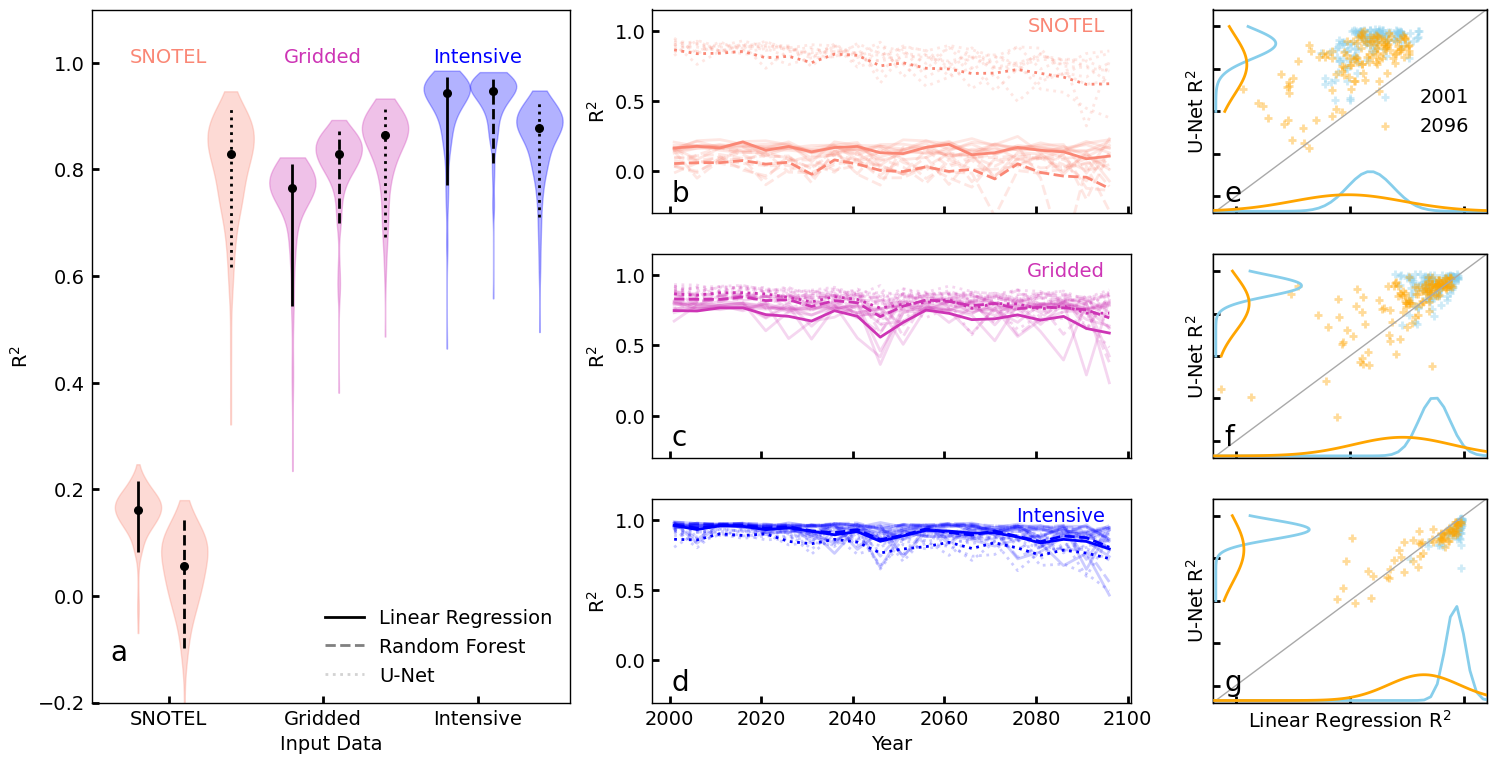 SNOTEL
Gridded
Intensive
R²
1.0
0.8
0.6
0.4
0.2
0.0
−0.2
Linear Regression
Random Forest
U-Net
a
SNOTEL
Gridded
Intensive
Input Data
SNOTEL
R²
1.0
0.5
0.0
b
Gridded
R²
1.0
0.5
0.0
c
Intensive
R²
1.0
0.5
0.0
d
2000
2020
2040
2060
2080
2100
Year
U-Net R²
2001
2096
e
U-Net R²
f
U-Net R²
g
Linear Regression R²